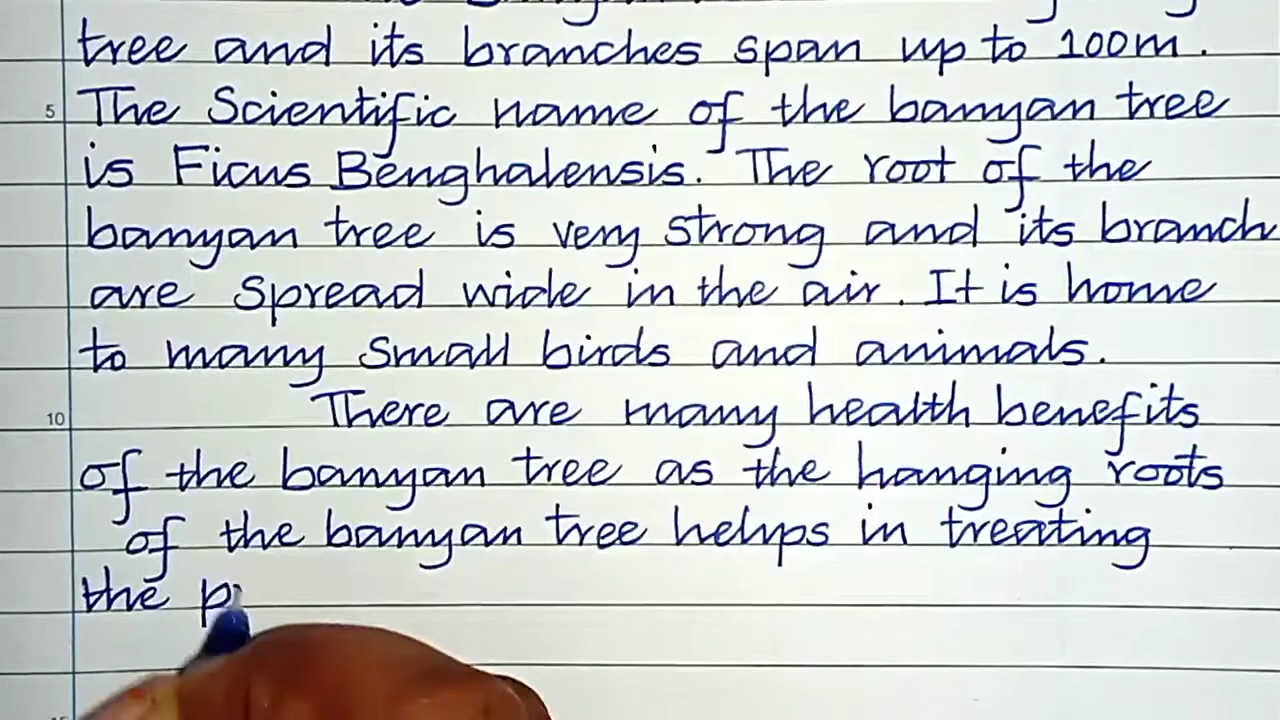 tree and its branches span up to 100m.
5 The Scientific name of the banyan tree
is Ficus Benghalensis. The root of the
banyan tree is very strong and its branch
are spread wide in the air. It is home
to many small birds and animals.
10 There are many health benefits
of the banyan tree as the hanging roots
of the banyan tree helps in treating
the p